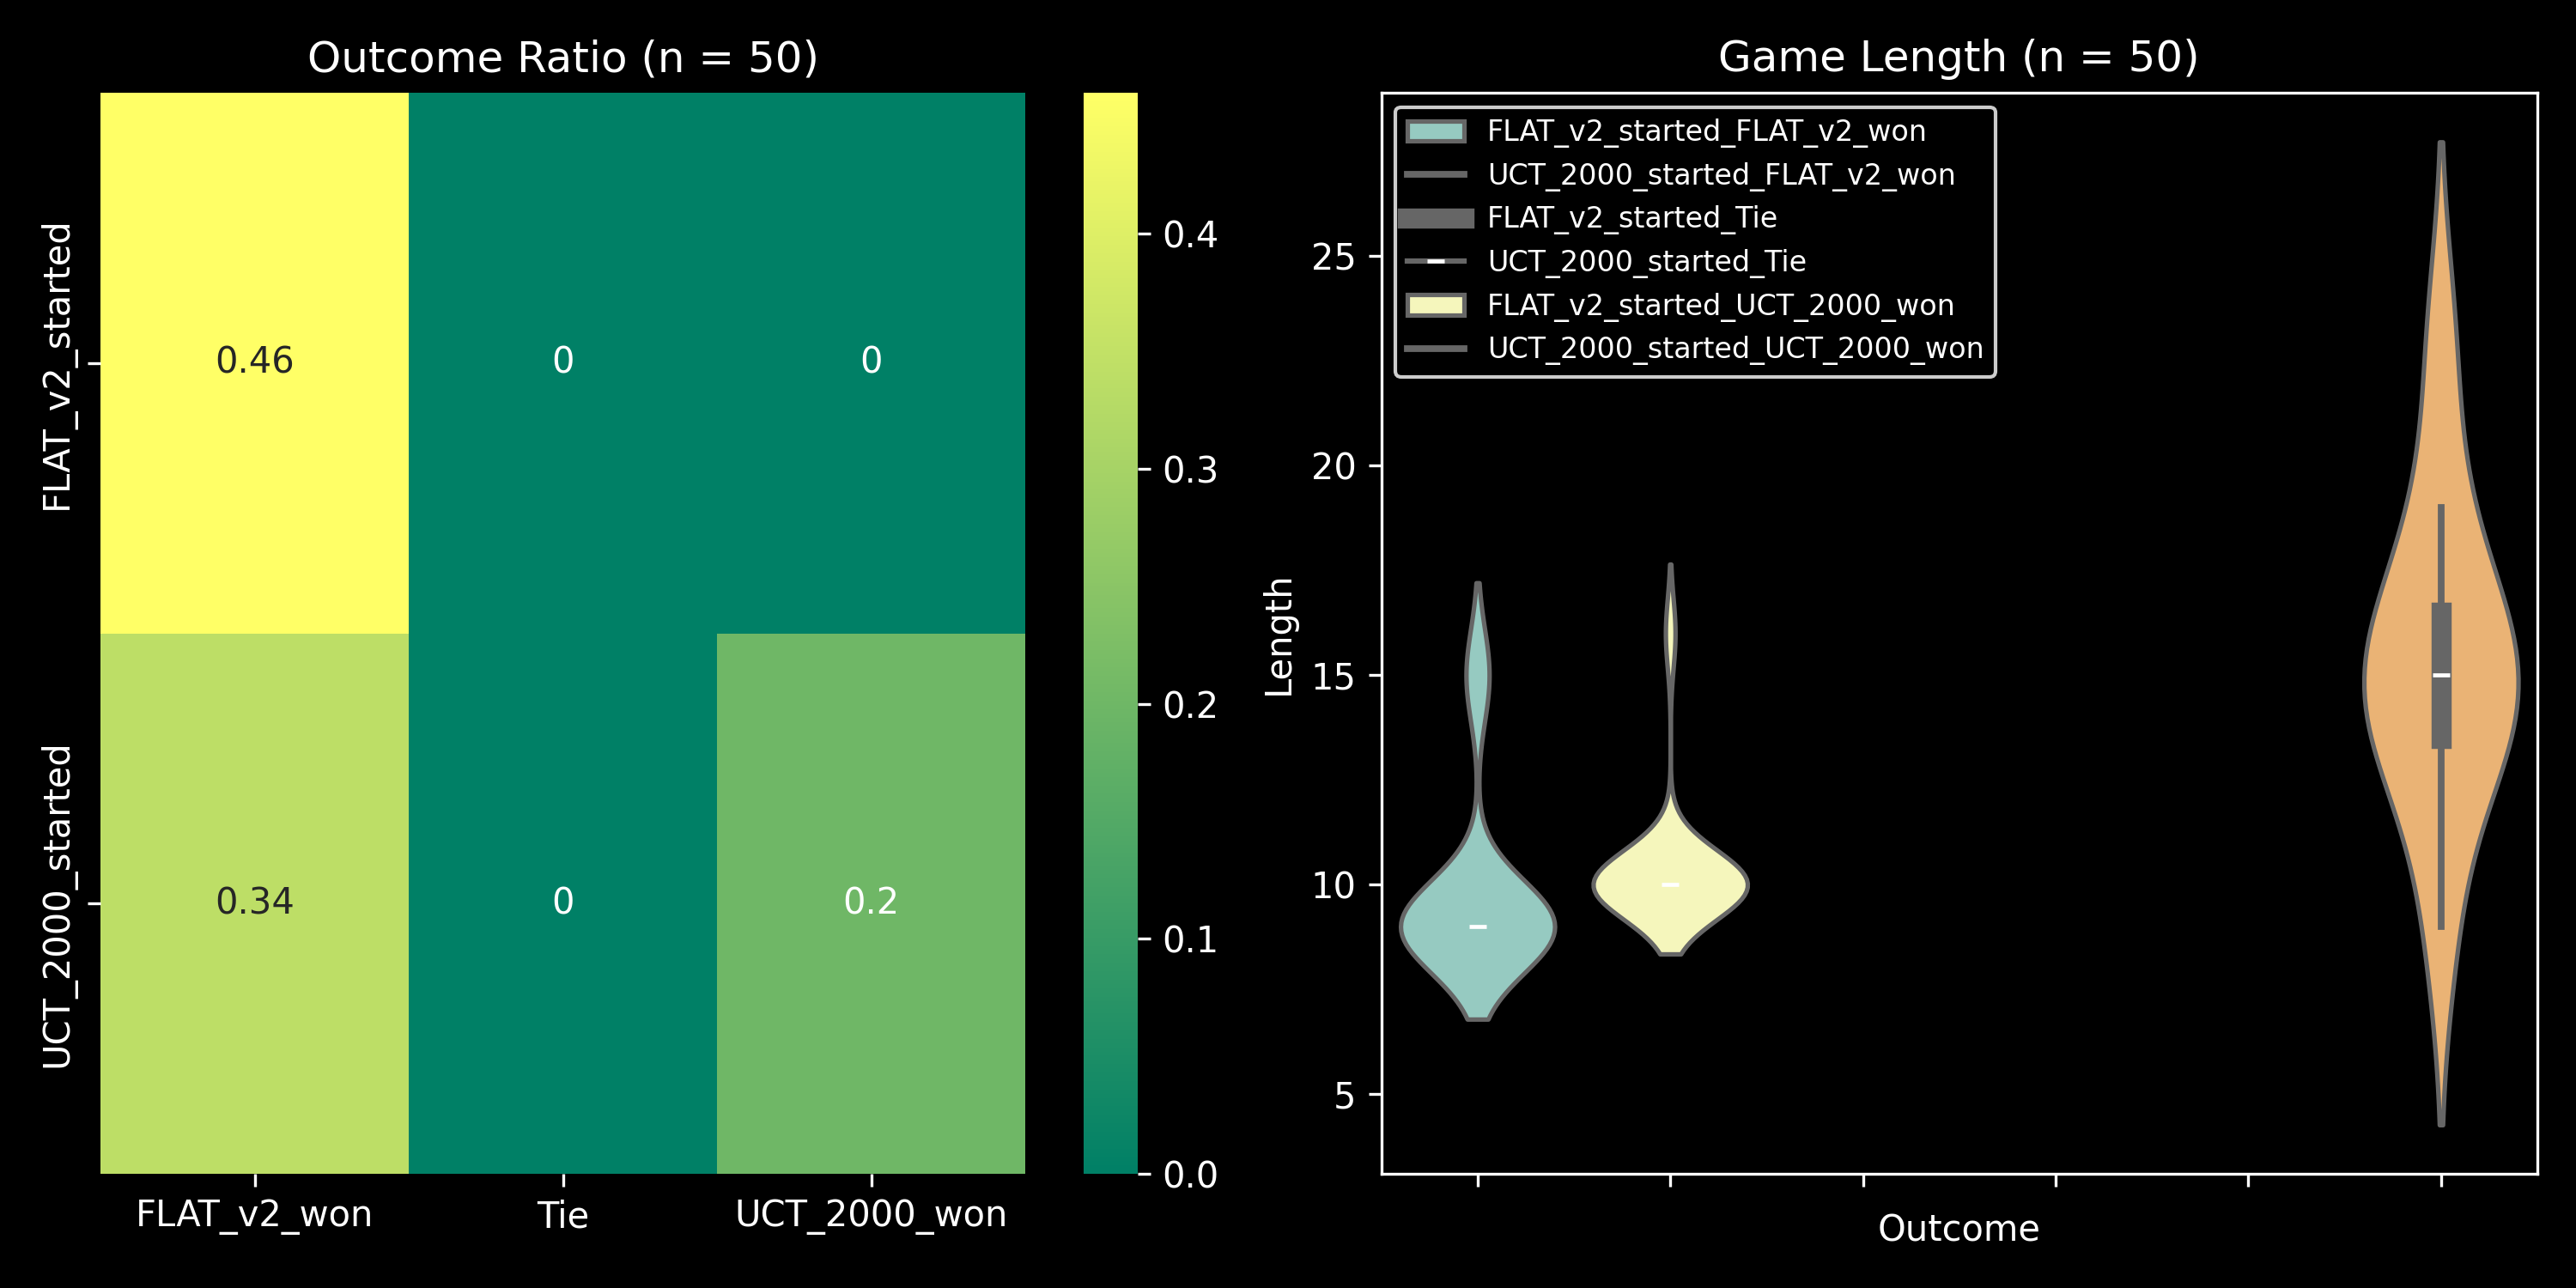 Outcome Ratio (n = 50)
FLAT_v2_started
UCT_2000_started
0.46
0
0
0.34
0
0.2
FLAT_v2_won
Tie
UCT_2000_won
0.4
0.3
0.2
0.1
0.0
Game Length (n = 50)
FLAT_v2_started_FLAT_v2_won
UCT_2000_started_FLAT_v2_won
FLAT_v2_started_Tie
UCT_2000_started_Tie
FLAT_v2_started_UCT_2000_won
UCT_2000_started_UCT_2000_won
Length
25
20
15
10
5
Outcome